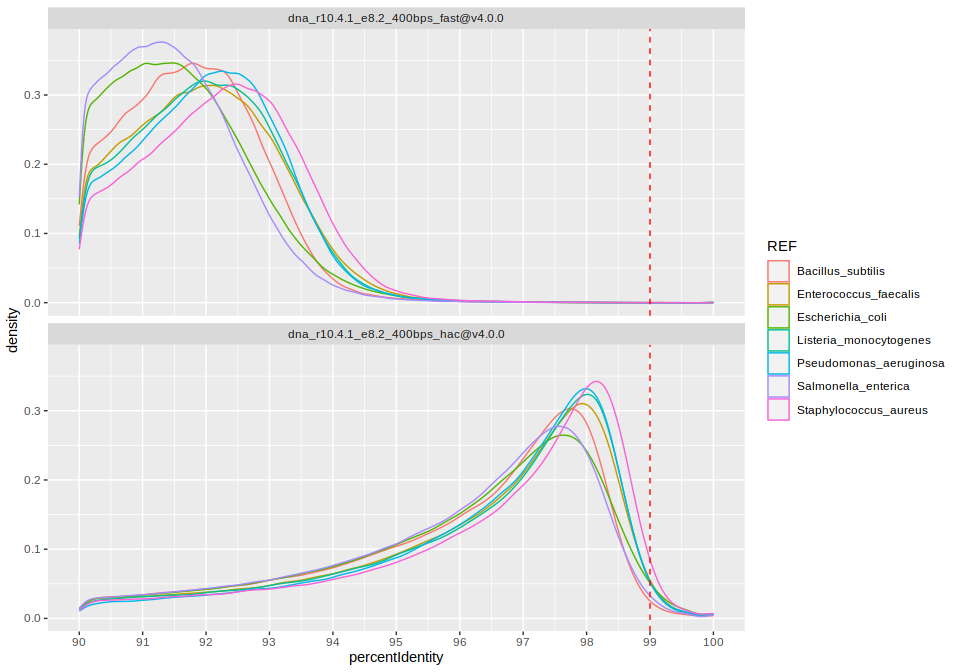 dna_r10.4.1_e8.2_400bps_fast@v4.0.0
0.3
0.2
0.1
0.0
dna_r10.4.1_e8.2_400bps_hac@v4.0.0
0.3
0.2
0.1
0.0
density
90 91 92 93 94 95 96 97 98 99 100
percentIdentity
REF
Bacillus_subtilis
Enterococcus_faecalis
Escherichia_coli
Listeria_monocytogenes
Pseudomonas_aeruginosa
Salmonella_enterica
Staphylococcus_aureus